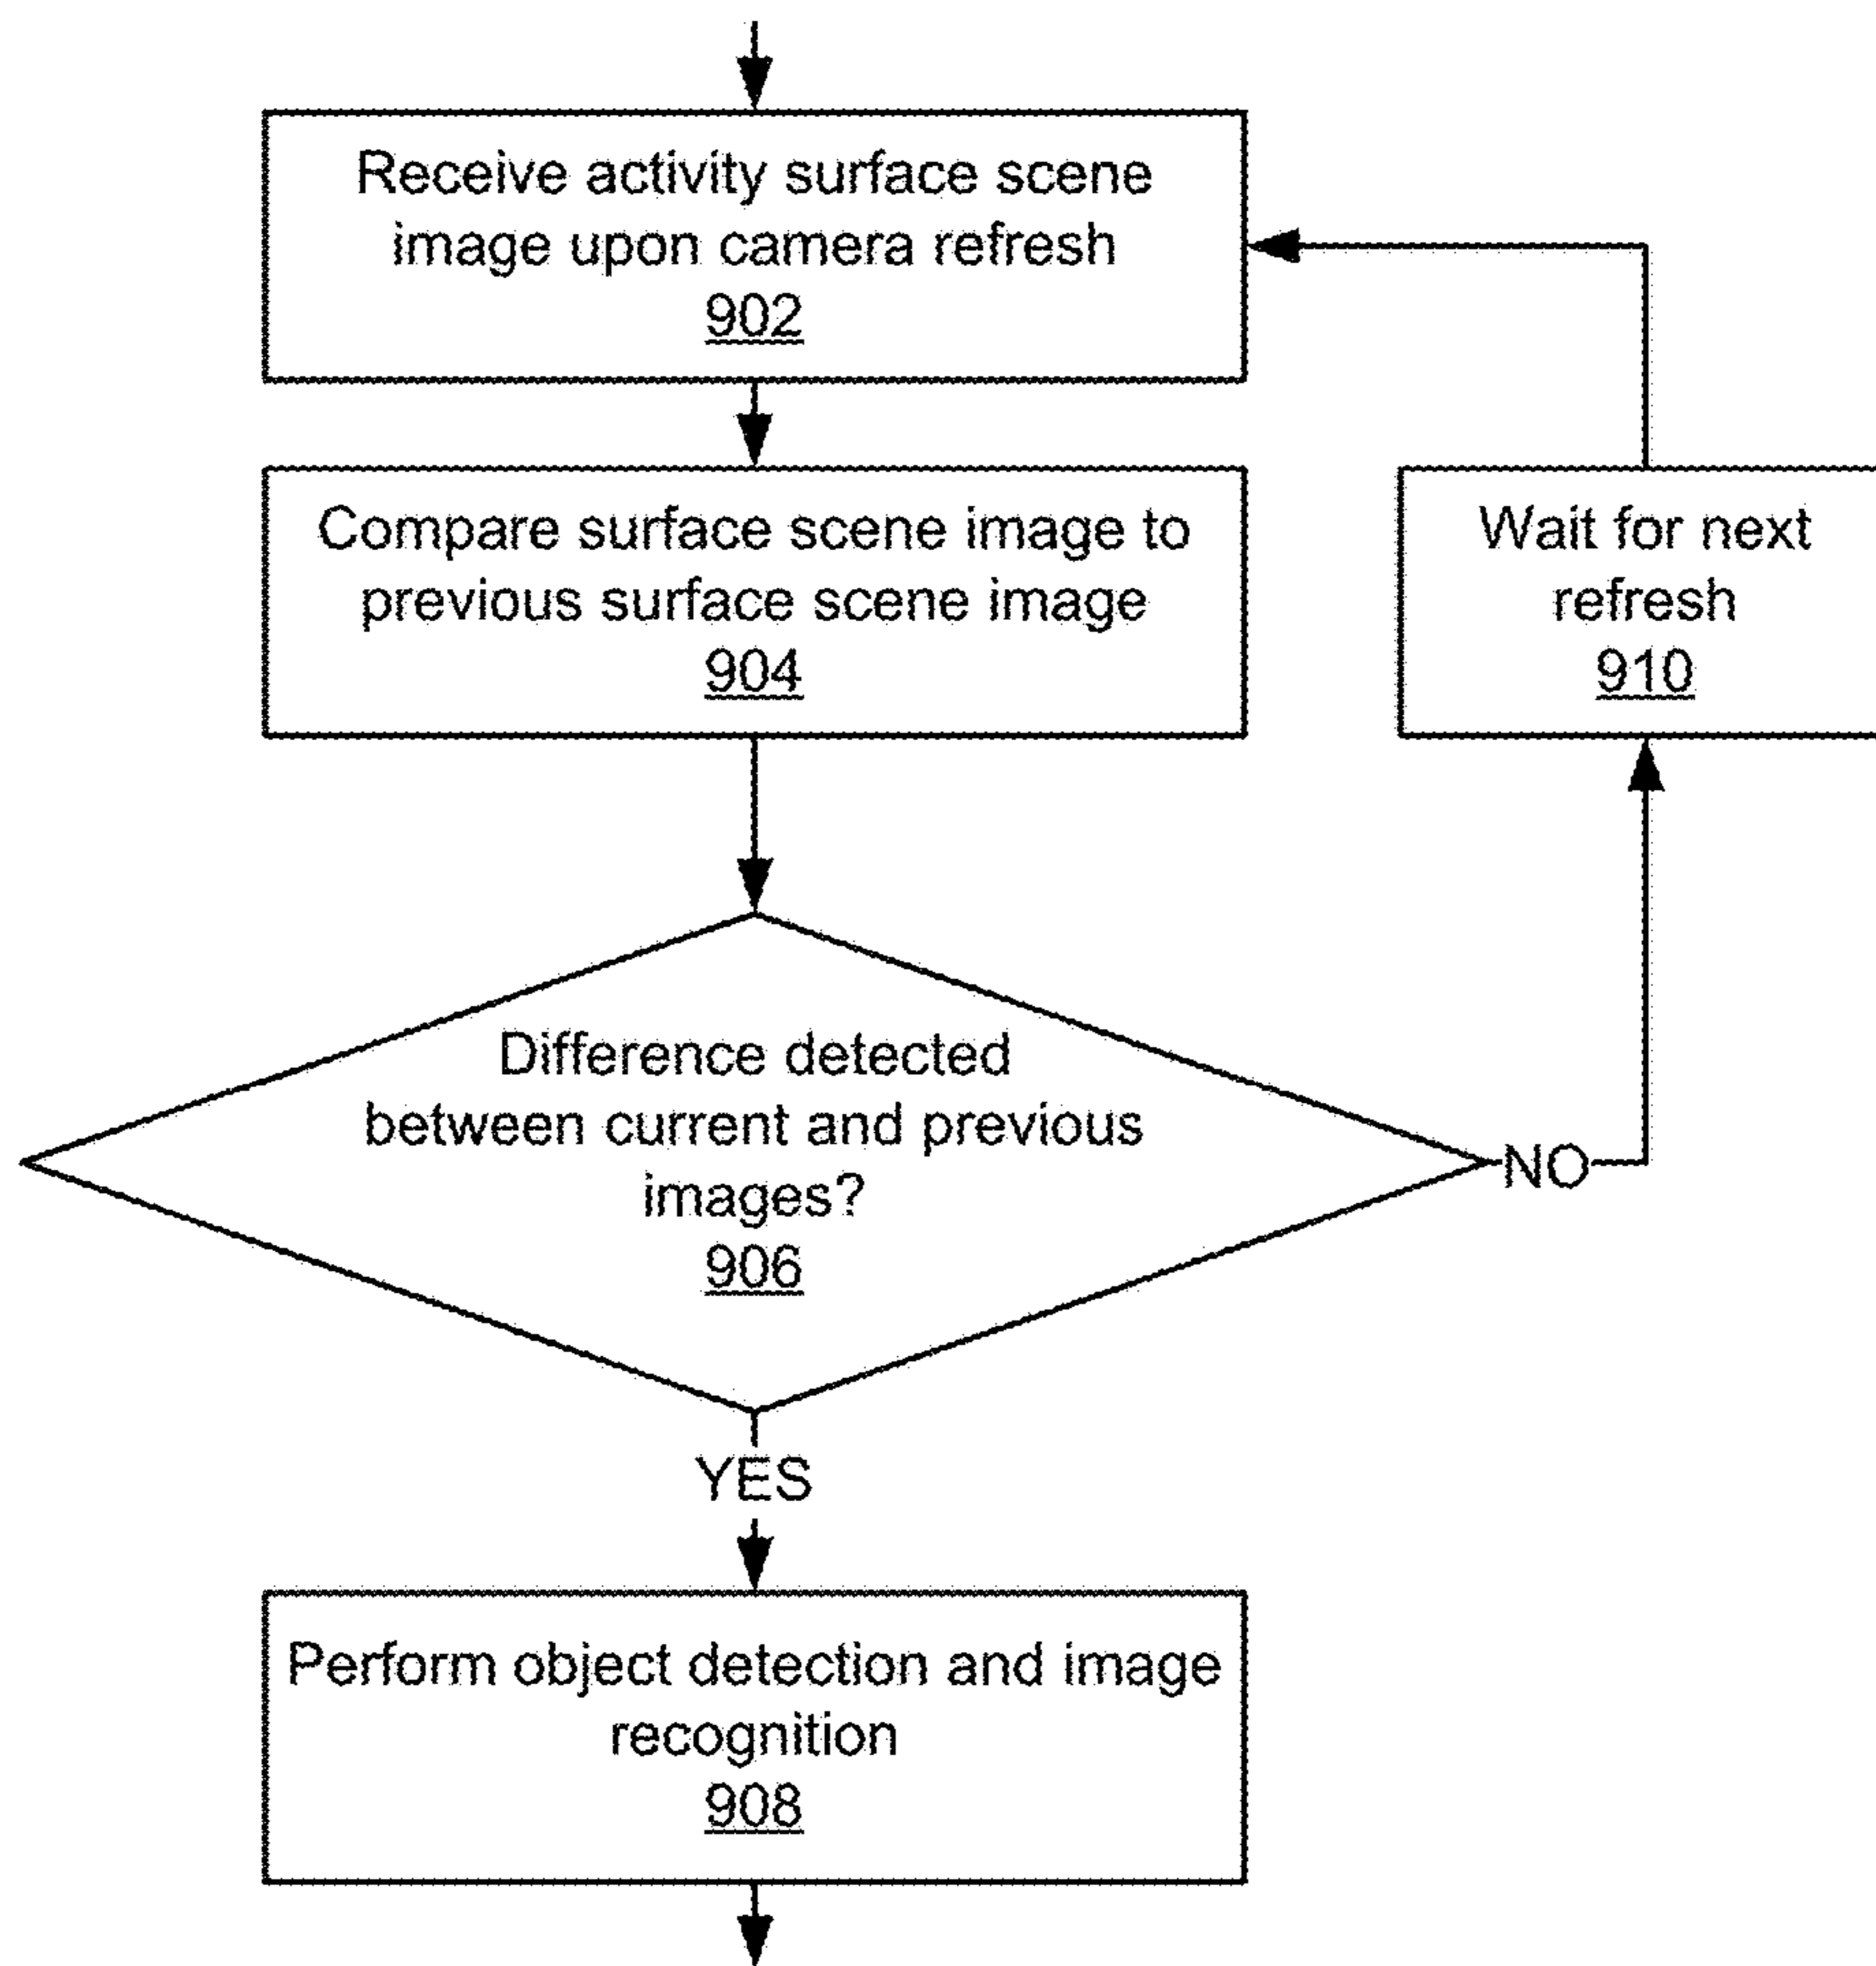 Receive activity surface scene
image upon camera refresh
902
Compare surface scene image to
previous surface scene image
904
Wait for next
refresh
910
Difference detected
between current and previous
images?
906
NO
YES
Perform object detection and image
recognition
908